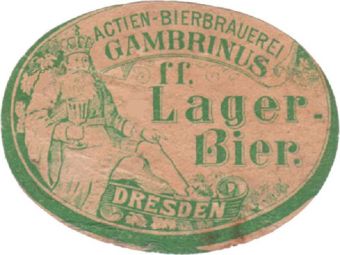 ACTIEN-BIERBRAUEREI
GAMBRINUS
ff.
Lager-
Bier.
DRESDEN